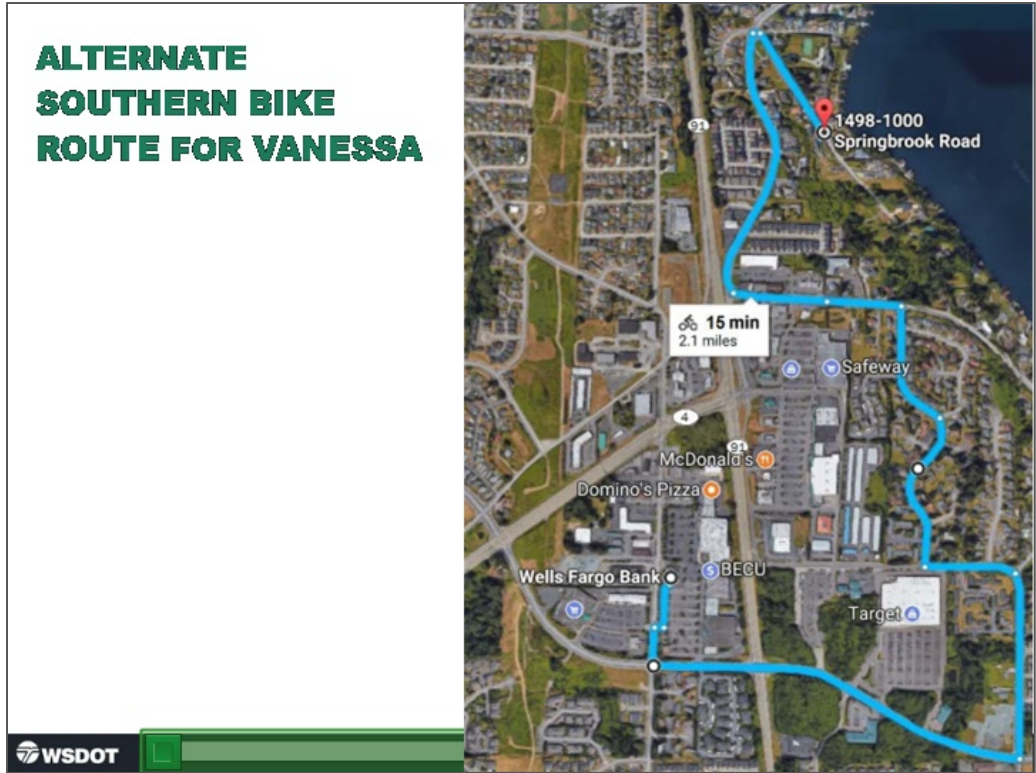 ALTERNATE
SOUTHERN BIKE
ROUTE FOR VANESSA
91
1498-1000
Springbrook Road
15 min
2.1 miles
Safeway
4
91
McDonald's
Domino's Pizza
Wells Fargo Bank
BECU
Target
WSDOT